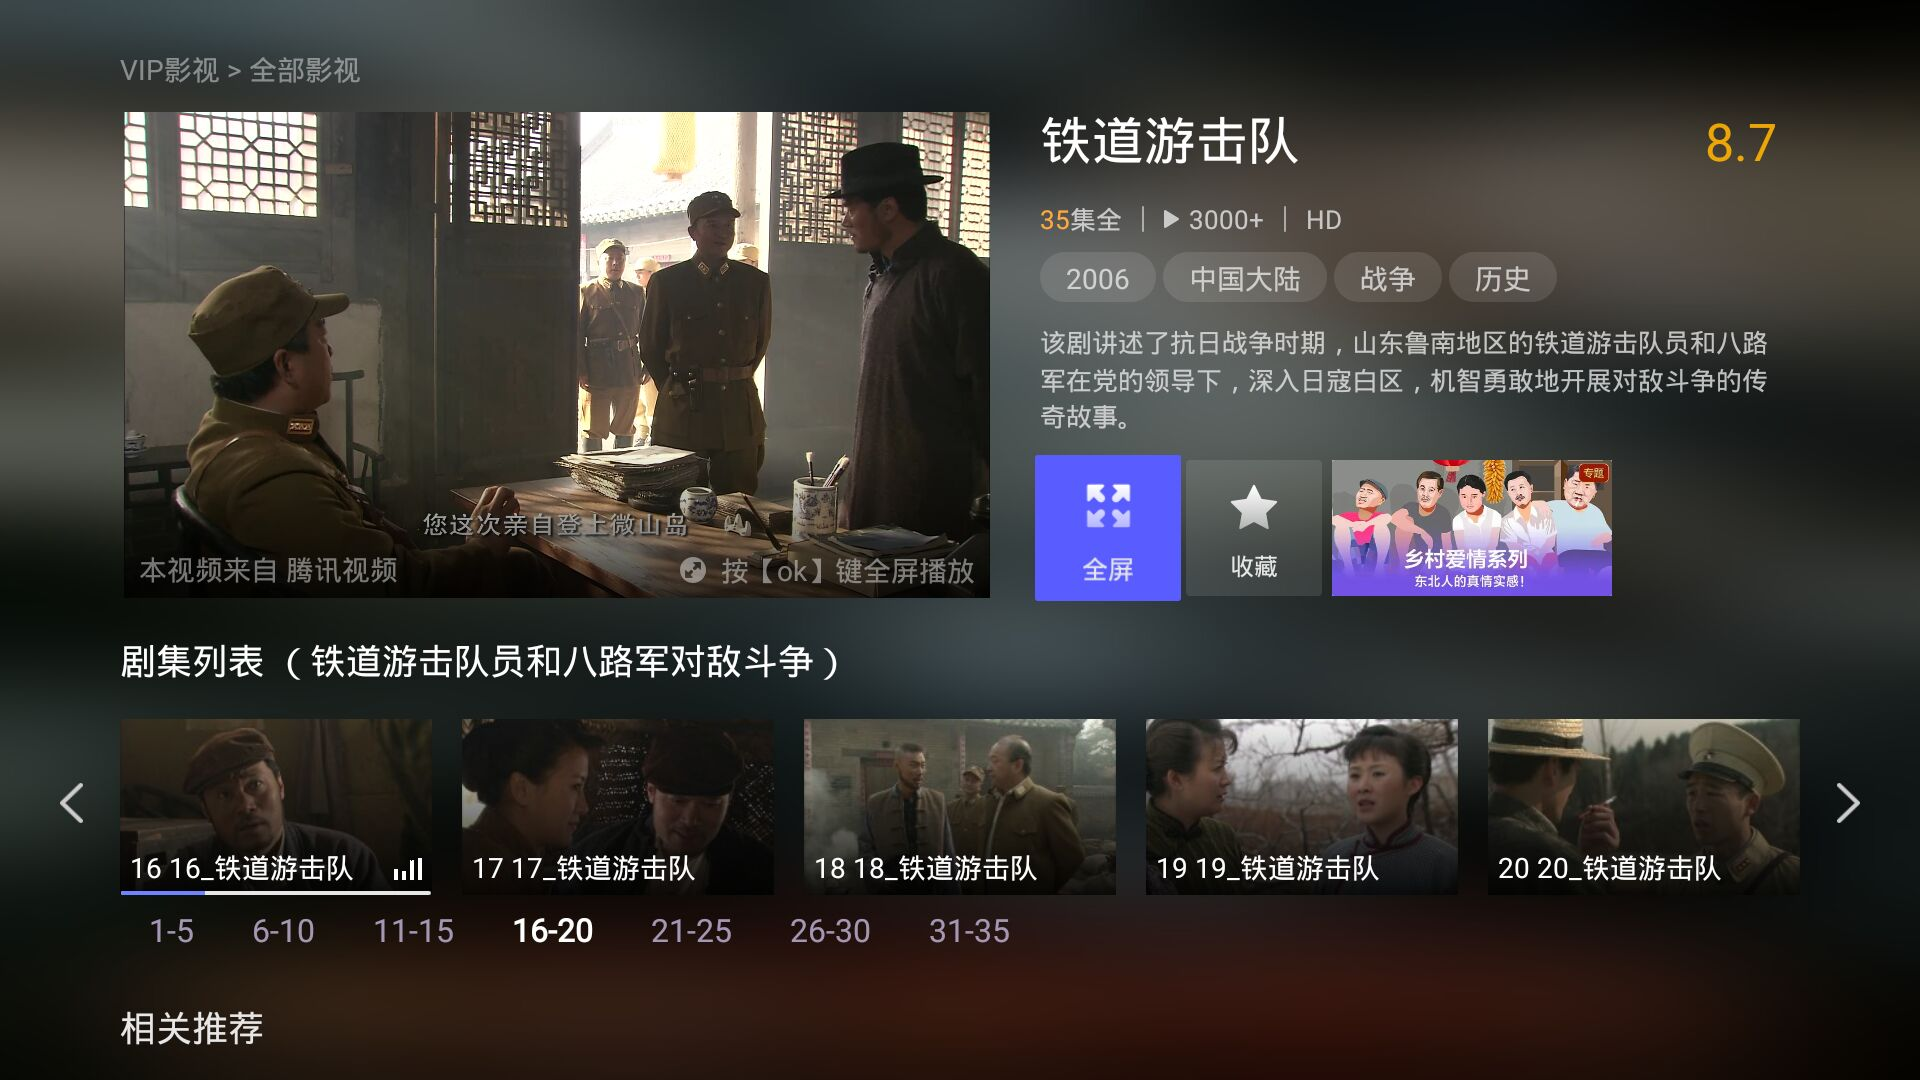 VIP影视 > 全部影视
铁道游击队
8.7
35集全
3000+
HD
2006
中国大陆
战争
历史
该剧讲述了抗日战争时期，山东鲁南地区的铁道游击队员和八路
军在党的领导下，深入日寇白区，机智勇敢地开展对敌斗争的传
奇故事。
您这次亲自登上微山岛
本视频来自 腾讯视频
按【ok】键全屏播放
全屏
收藏
专题
乡村爱情系列
东北人的真情实感!
剧集列表 （铁道游击队员和八路军对敌斗争）
16 16_铁道游击队
17 17_铁道游击队
18 18_铁道游击队
19 19_铁道游击队
20 20_铁道游击队
1-5
6-10
11-15
16-20
21-25
26-30
31-35
相关推荐